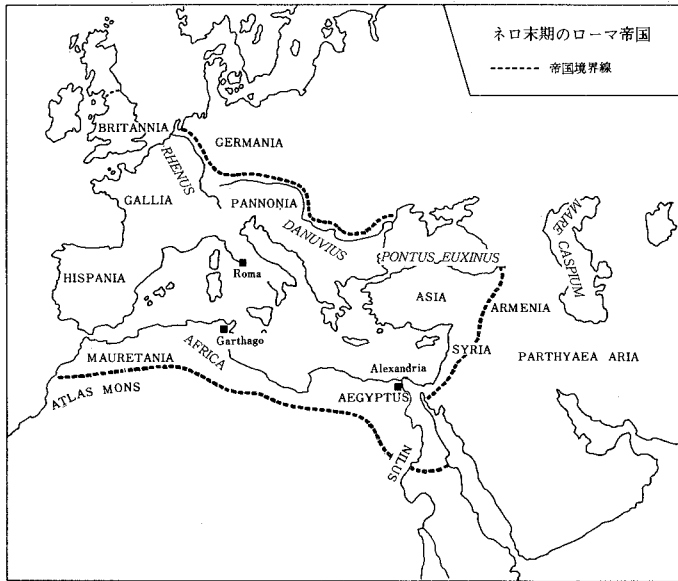 ネロ末期のローマ帝国
帝国境界線
BRITANNIA
GERMANIA
RHENUS
GALLIA
PANNONIA
DANUVIUS
MARE
CASPIUM
PONTUS EUXINUS
Roma
HISPANIA
ASIA
ARMENIA
Garthago
AFRICA
SYRIA
MAURETANIA
PARTHYAEA ARIA
Alexandria
ATLAS MONS
AEGYPTUS
NILUS